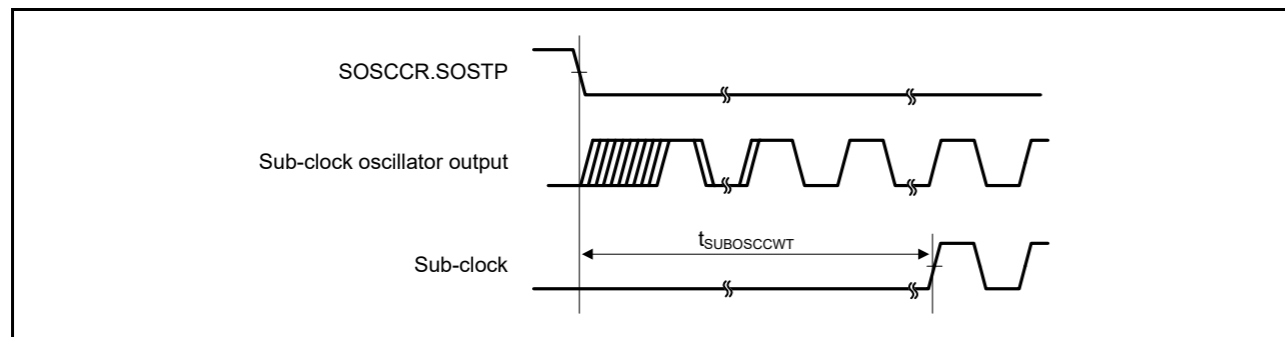 SOSCCR.SOSTP
Sub-clock oscillator output
tSUBOSCCWT
Sub-clock